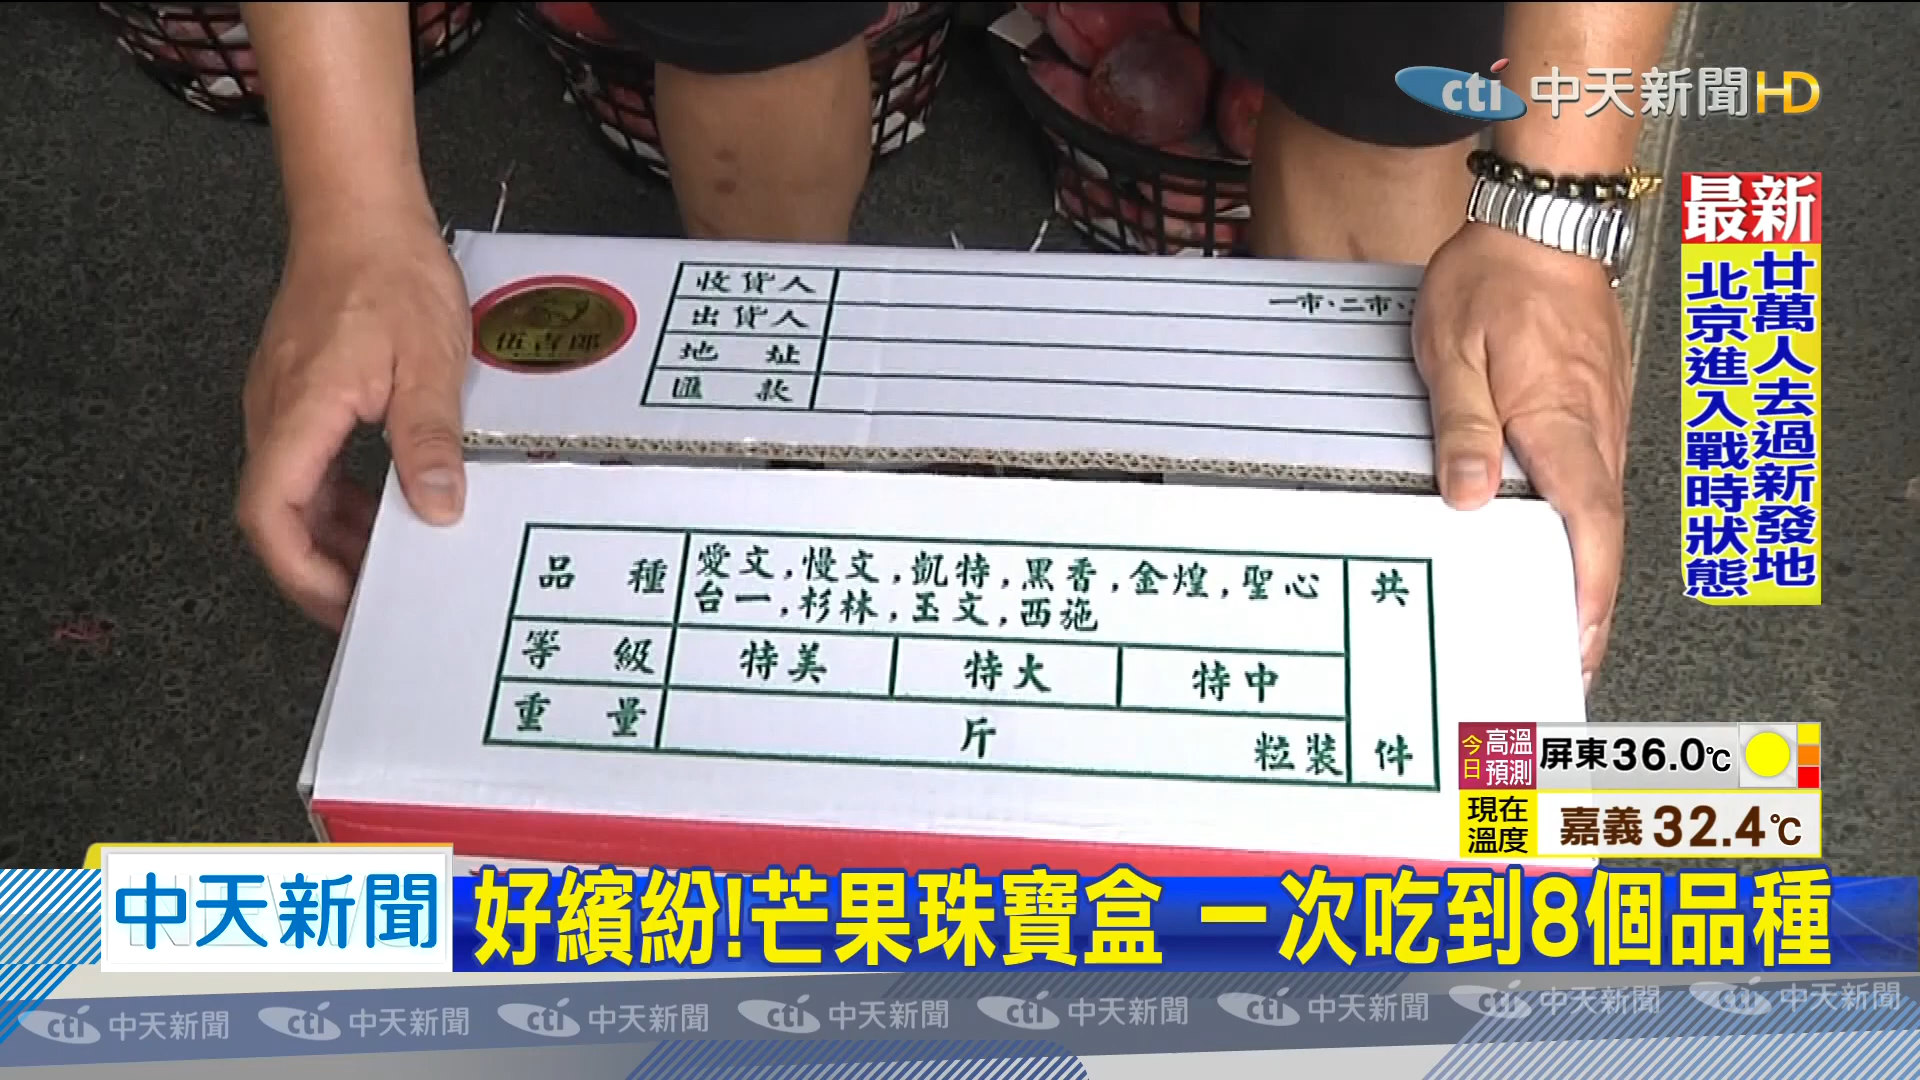 cti 中天新聞HD
最新
廿萬人去過新發地
北京進入戰時狀態
伍吉郎
收貨人
一市、二市、
出貨人
地址
匯款
品種
愛文,慢文,凱特,黑香,金煌,聖心
台一,杉林,玉文,西施
共 件
等級
特美
特大
特中
重量
斤
粒裝
今日高溫預測
屏東36.0℃
現在溫度
嘉義 32.4℃
中天新聞
好繽紛!芒果珠寶盒 一次吃到8個品種
cti 中天新聞 cti 中天新聞 cti 中天新聞 cti 中天新聞 cti 中天新聞 cti 中天新聞 cti 中天新聞 cti 中天新聞